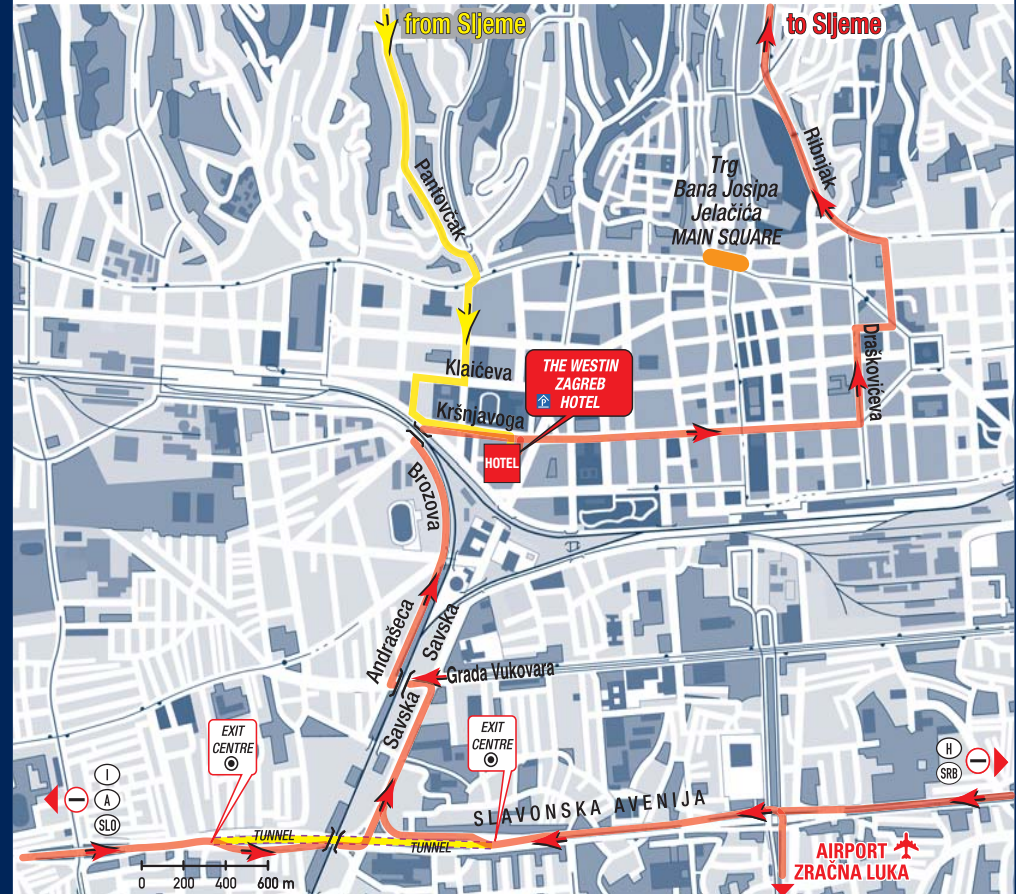 from Sljeme
to Sljeme
Pantovčak
Ribnjak
Trg
Bana Josipa
Jelačića
MAIN SQUARE
Klaićeva
Kršnjavoga
THE WESTIN
ZAGREB
P HOTEL
HOTEL
Draškovićeva
Brozova
Andrašeca
Savska
Grada Vukovara
Savska
EXIT
CENTRE
EXIT
CENTRE
I
A
SLO
H
SRB
SLAVONSKA AVENIJA
TUNNEL
TUNNEL
AIRPORT
ZRAČNA LUKA
0 200 400 600 m